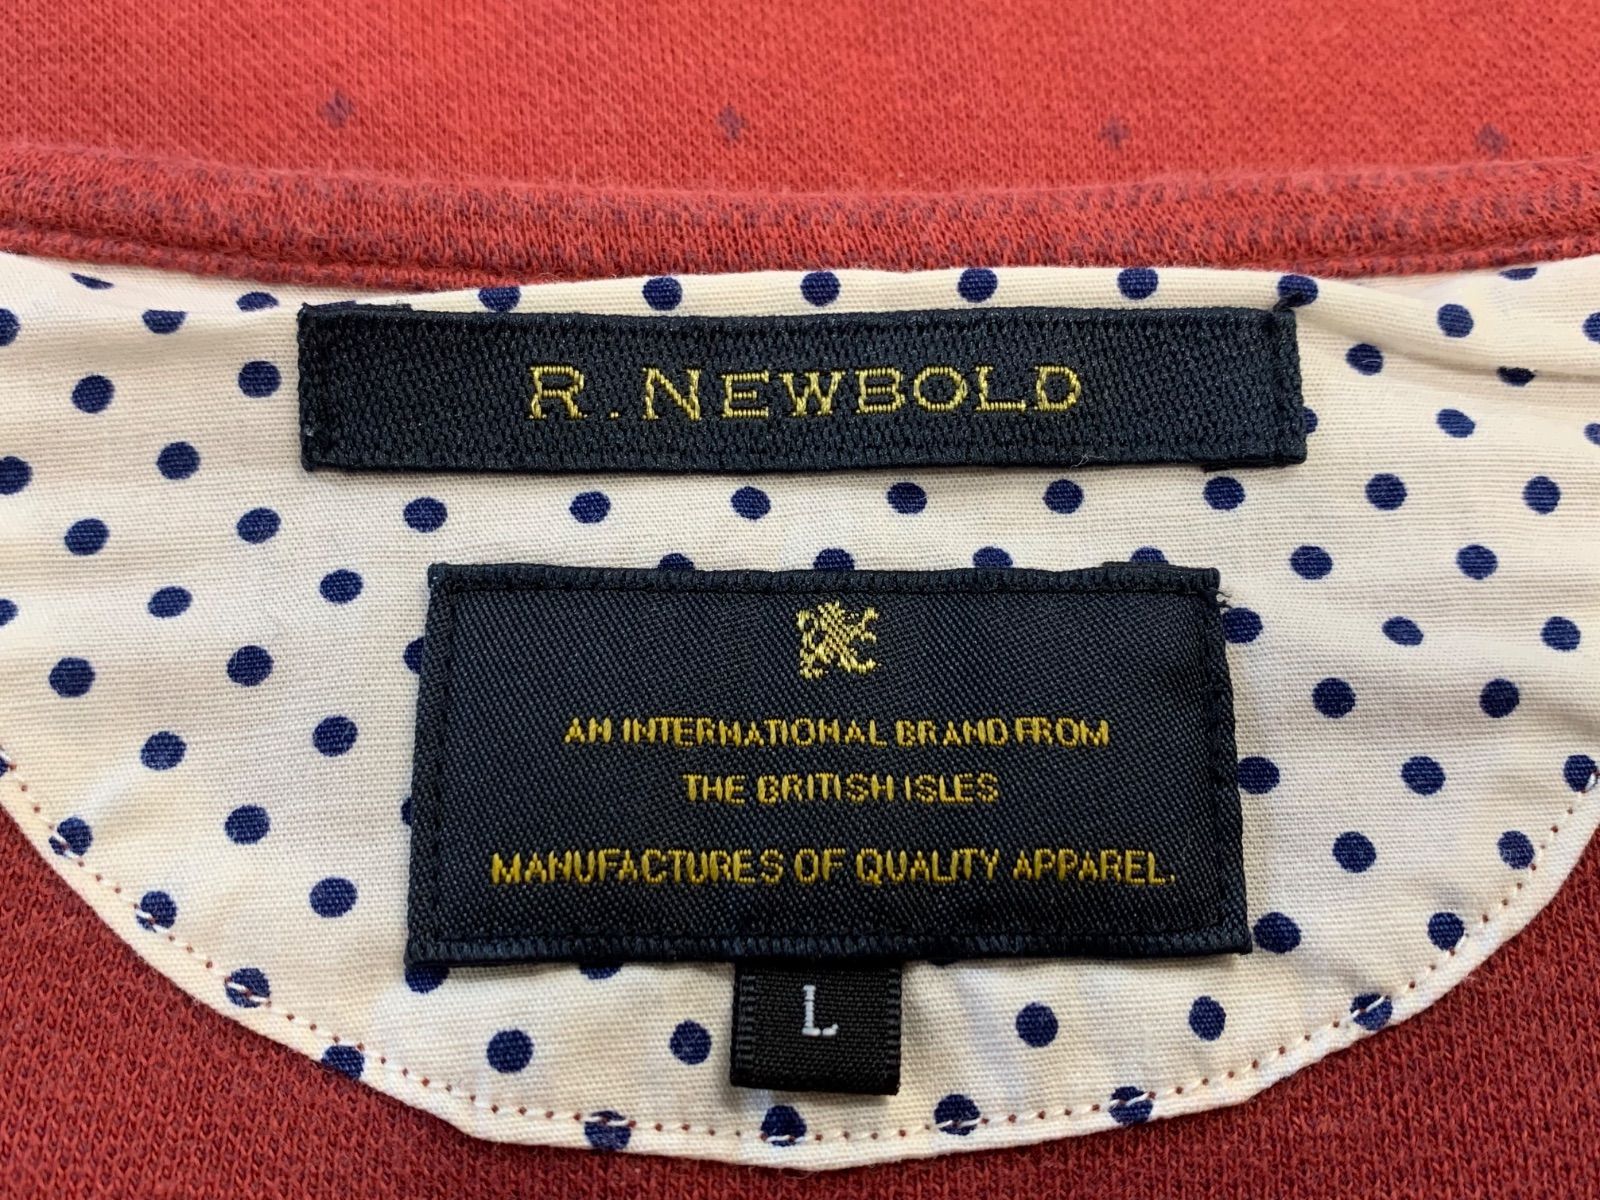 R. NEWBOLD
AN INTERNATIONAL BRAND FROM
THE BRITISH ISLES
MANUFACTURES OF QUALITY APPAREL.
L